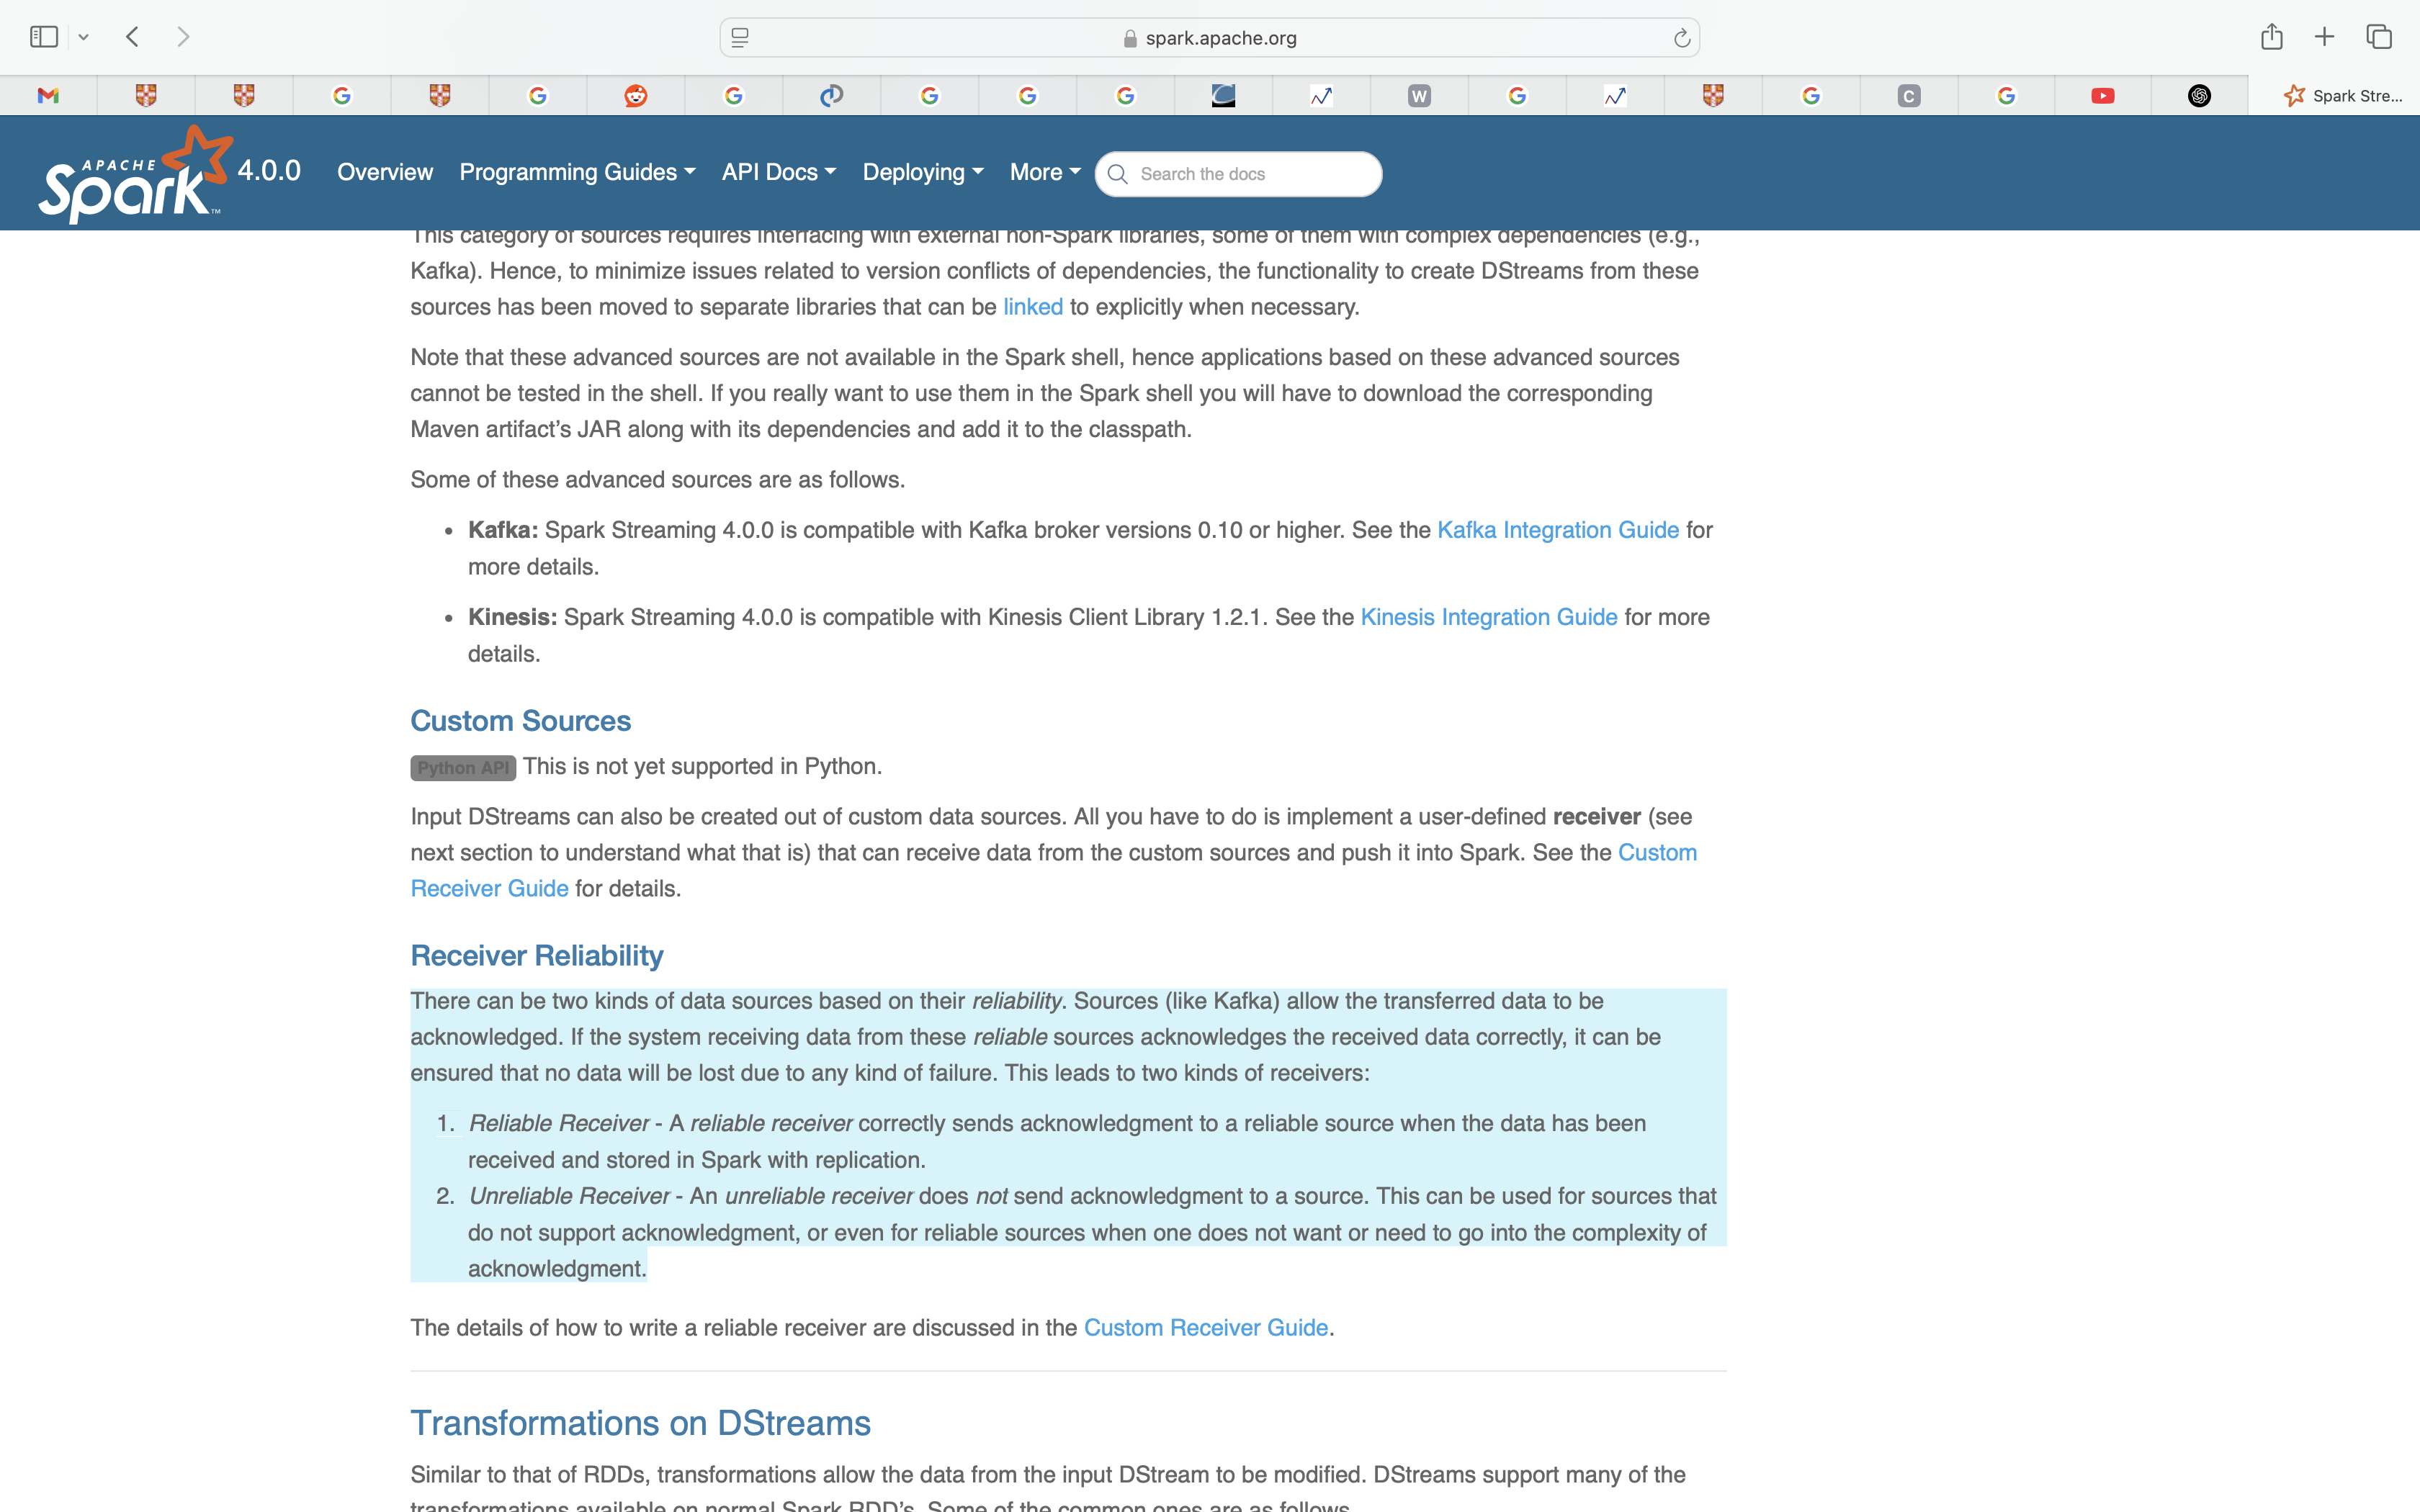 spark.apache.org
W
C
Spark Stre...
APACHE
Spark™
4.0.0
Overview
Programming Guides
API Docs
Deploying
More
Search the docs
This category of sources requires interfacing with external non-Spark libraries, some of them with complex dependencies (e.g.,
Kafka). Hence, to minimize issues related to version conflicts of dependencies, the functionality to create DStreams from these
sources has been moved to separate libraries that can be linked to explicitly when necessary.
Note that these advanced sources are not available in the Spark shell, hence applications based on these advanced sources
cannot be tested in the shell. If you really want to use them in the Spark shell you will have to download the corresponding
Maven artifact’s JAR along with its dependencies and add it to the classpath.
Some of these advanced sources are as follows.
• Kafka: Spark Streaming 4.0.0 is compatible with Kafka broker versions 0.10 or higher. See the Kafka Integration Guide for
more details.
• Kinesis: Spark Streaming 4.0.0 is compatible with Kinesis Client Library 1.2.1. See the Kinesis Integration Guide for more
details.
Custom Sources
Python API This is not yet supported in Python.
Input DStreams can also be created out of custom data sources. All you have to do is implement a user-defined receiver (see
next section to understand what that is) that can receive data from the custom sources and push it into Spark. See the Custom
Receiver Guide for details.
Receiver Reliability
There can be two kinds of data sources based on their reliability. Sources (like Kafka) allow the transferred data to be
acknowledged. If the system receiving data from these reliable sources acknowledges the received data correctly, it can be
ensured that no data will be lost due to any kind of failure. This leads to two kinds of receivers:
1. Reliable Receiver - A reliable receiver correctly sends acknowledgment to a reliable source when the data has been
received and stored in Spark with replication.
2. Unreliable Receiver - An unreliable receiver does not send acknowledgment to a source. This can be used for sources that
do not support acknowledgment, or even for reliable sources when one does not want or need to go into the complexity of
acknowledgment.
The details of how to write a reliable receiver are discussed in the Custom Receiver Guide.
Transformations on DStreams
Similar to that of RDDs, transformations allow the data from the input DStream to be modified. DStreams support many of the
transformations available on normal Spark RDD’s. Some of the common ones are as follows.